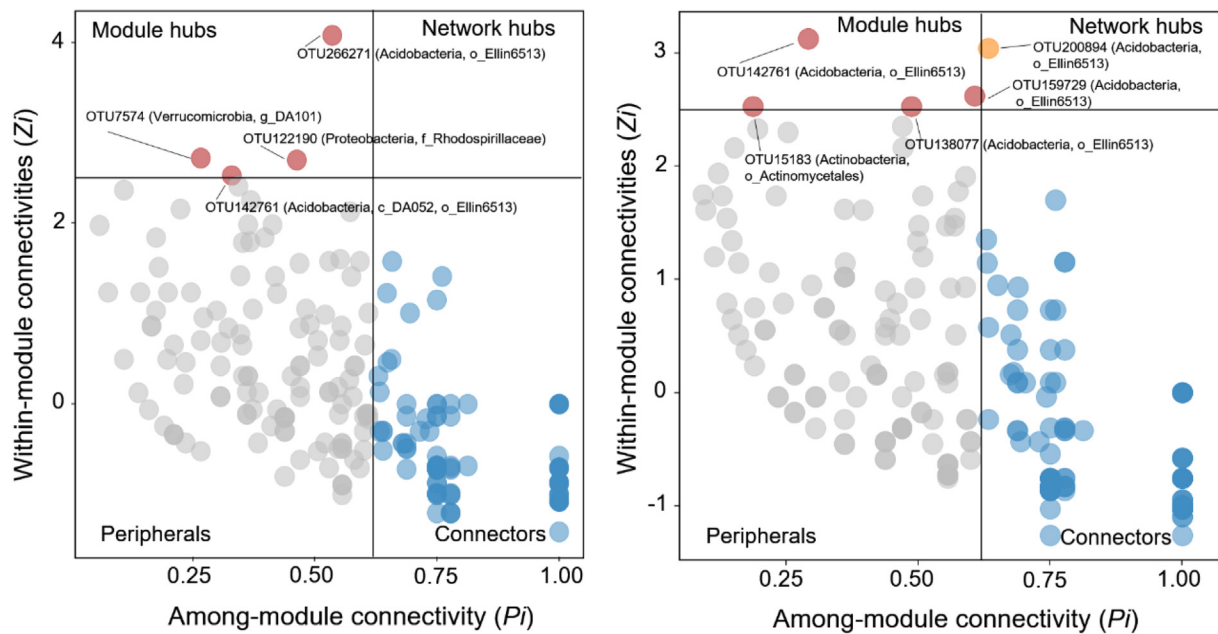 Module hubs
Network hubs
4
OTU266271 (Acidobacteria, o_Ellin6513)
OTU7574 (Verrucomicrobia, g_DA101)
OTU122190 (Proteobacteria, f_Rhodospirillaceae)
OTU142761 (Acidobacteria, c_DA052, o_Ellin6513)
2
0
Within-module connectivities (Zi)
Peripherals
Connectors
0.25
0.50
0.75
1.00
Among-module connectivity (Pi)
Module hubs
Network hubs
3
OTU200894 (Acidobacteria,
o_Ellin6513)
OTU142761 (Acidobacteria, o_Ellin6513)
OTU159729 (Acidobacteria,
o_Ellin6513)
OTU138077 (Acidobacteria, o_Ellin6513)
OTU15183 (Actinobacteria,
o_Actinomycetales)
2
1
0
-1
Within-module connectivities (Zi)
Peripherals
Connectors
0.25
0.50
0.75
1.00
Among-module connectivity (Pi)